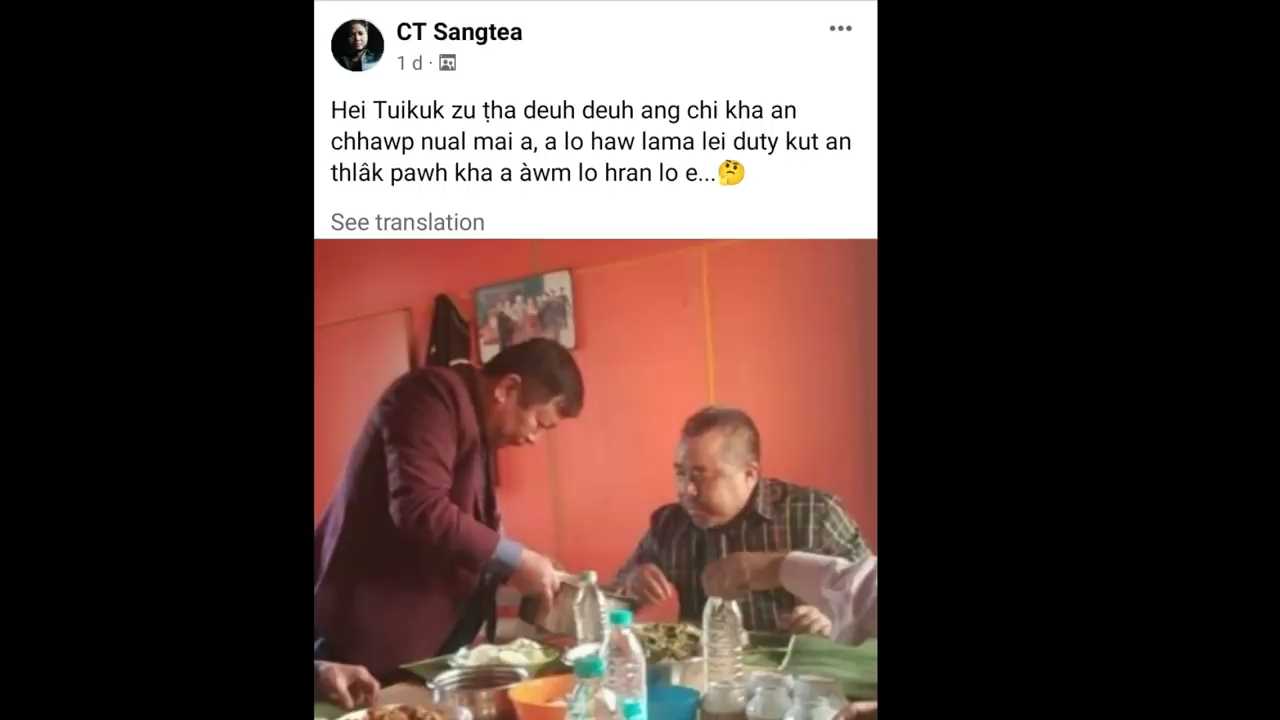 CT Sangtea
1 d ·
Hei Tuikuk zu ṭha deuh deuh ang chi kha an
chhawp nual mai a, a lo haw lama lei duty kut an
thlâk pawh kha a àwm lo hran lo e...🤔
See translation